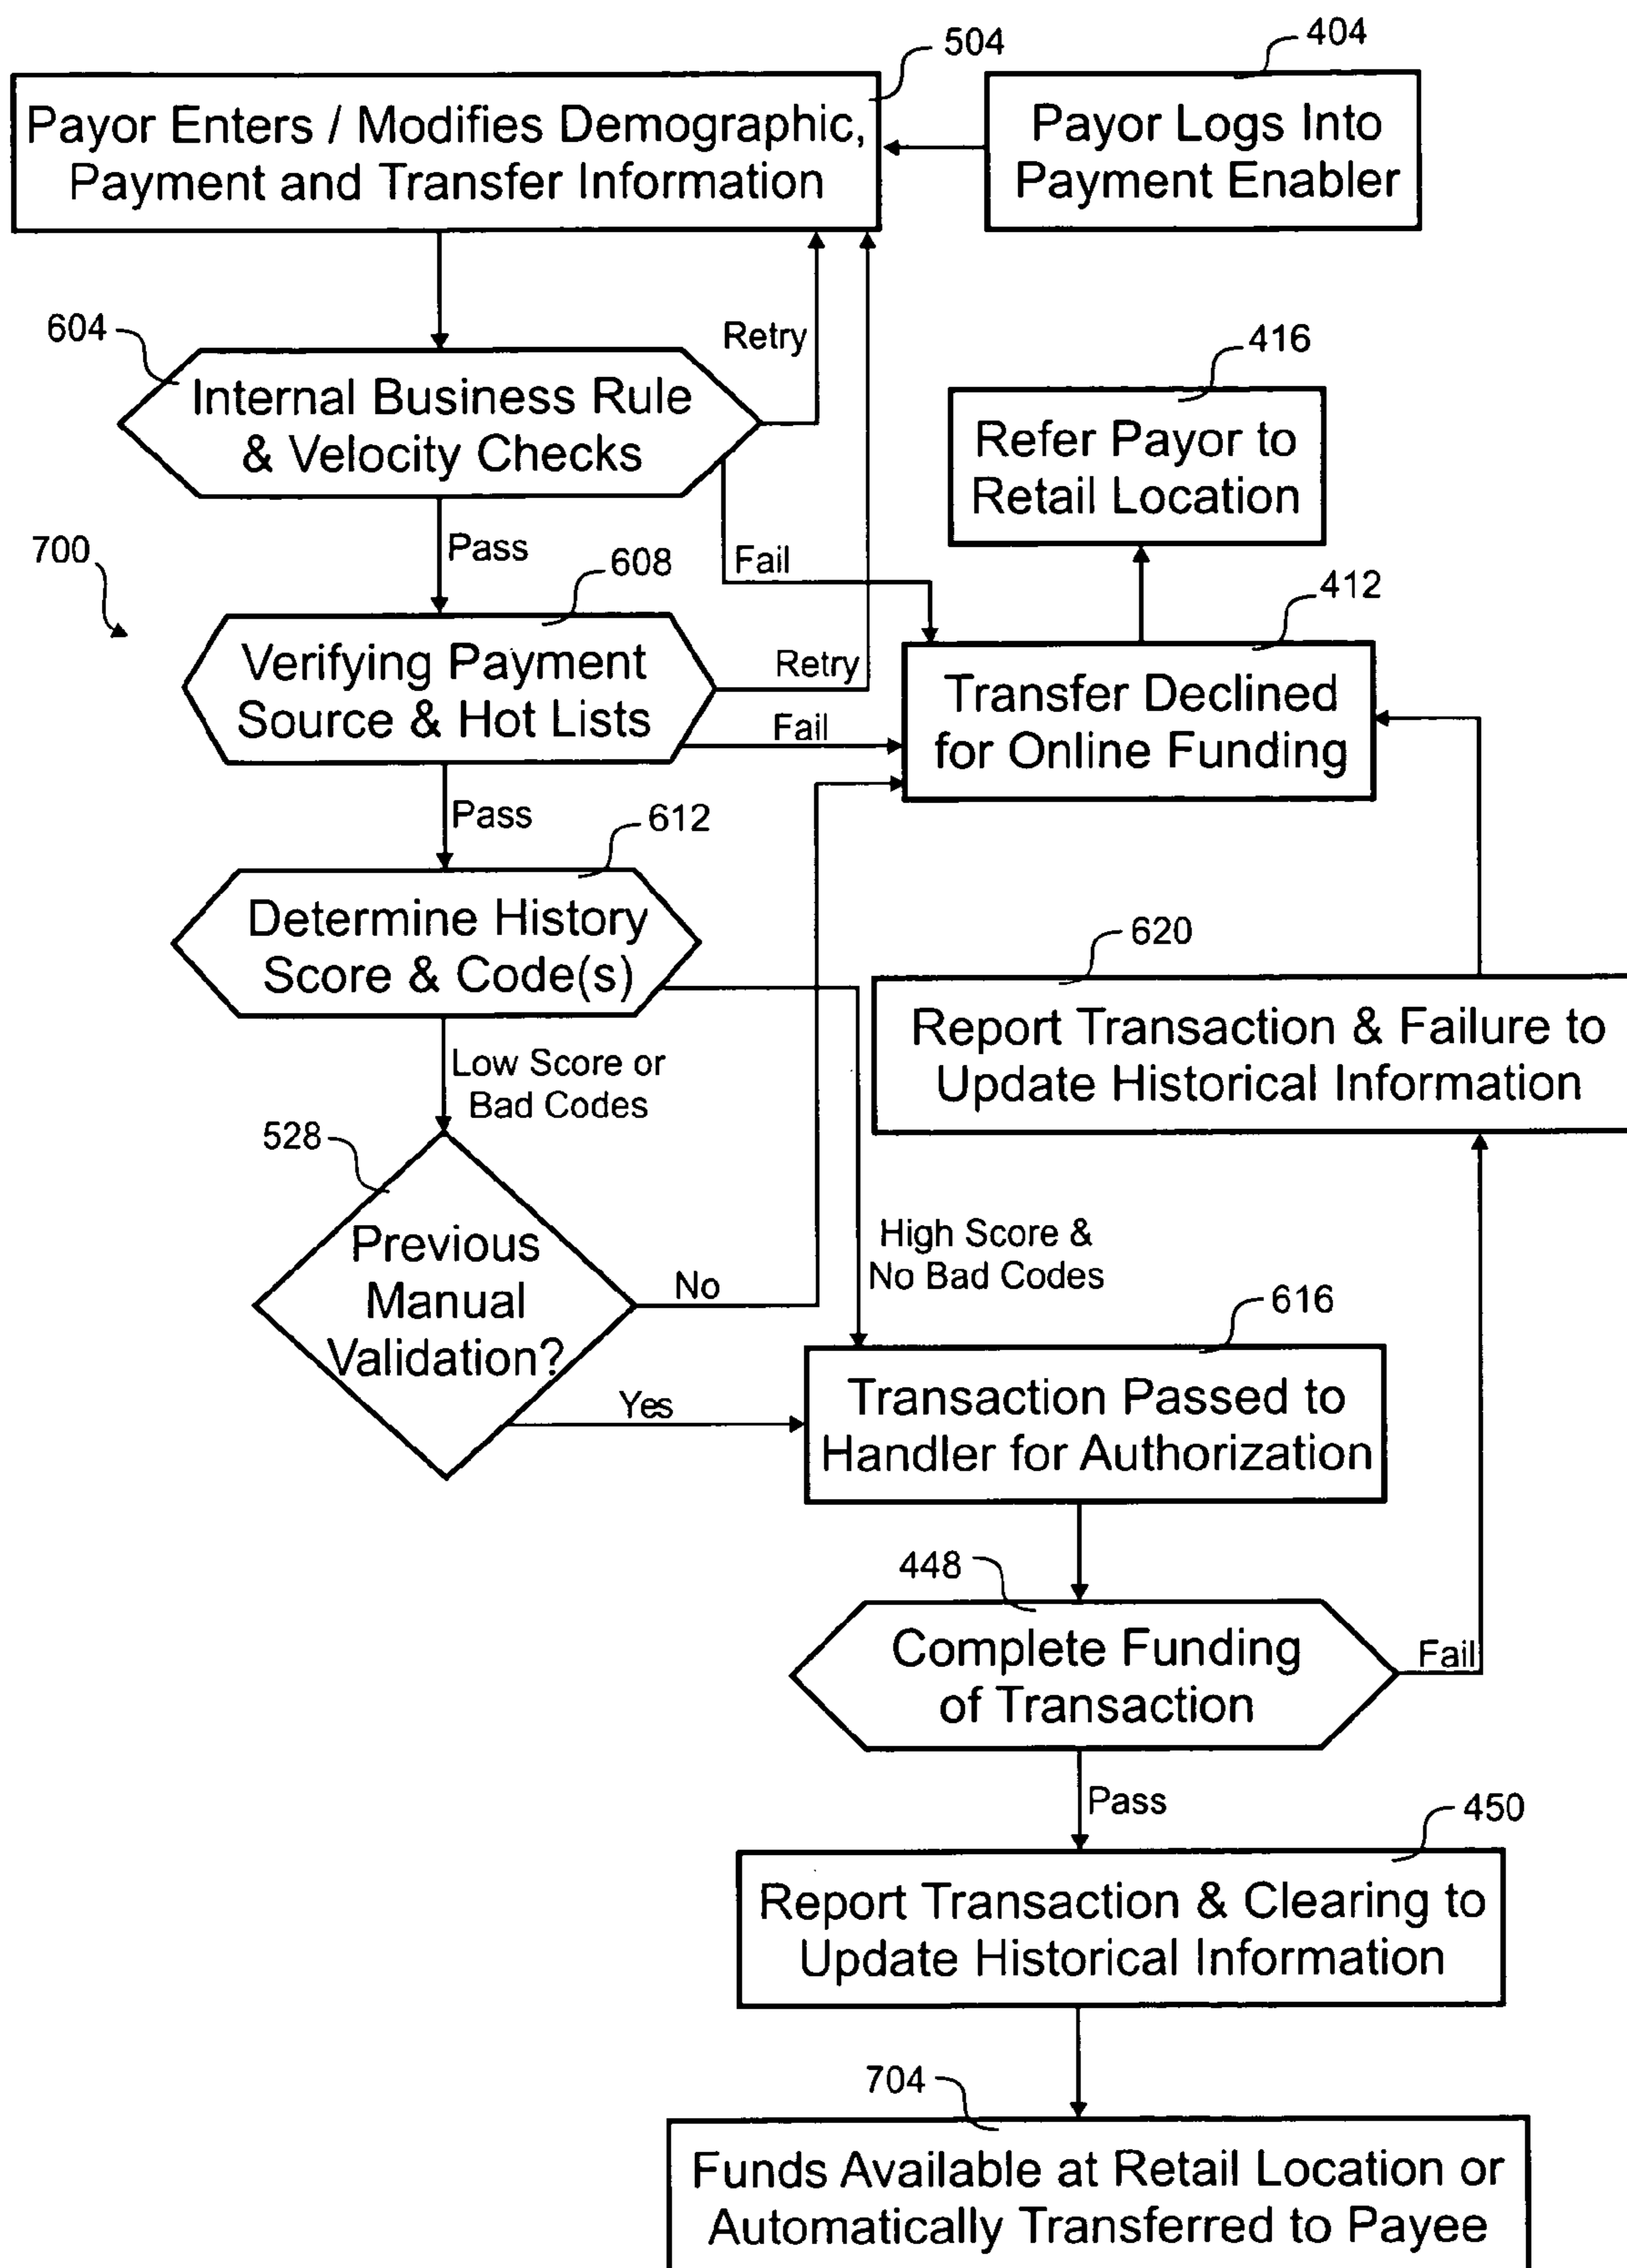 504
404
Payor Enters / Modifies Demographic,
Payment and Transfer Information
Payor Logs Into
Payment Enabler
604
Retry
416
Internal Business Rule
& Velocity Checks
Refer Payor to
Retail Location
700
Pass
608
Fail
412
Verifying Payment
Source & Hot Lists
Retry
Fail
Transfer Declined
for Online Funding
Pass
612
Determine History
Score & Code(s)
620
Report Transaction & Failure to
Update Historical Information
Low Score or
Bad Codes
528
Previous
Manual
Validation?
No
High Score &
No Bad Codes
616
Yes
Transaction Passed to
Handler for Authorization
448
Complete Funding
of Transaction
Fail
Pass
450
Report Transaction & Clearing to
Update Historical Information
704
Funds Available at Retail Location or
Automatically Transferred to Payee